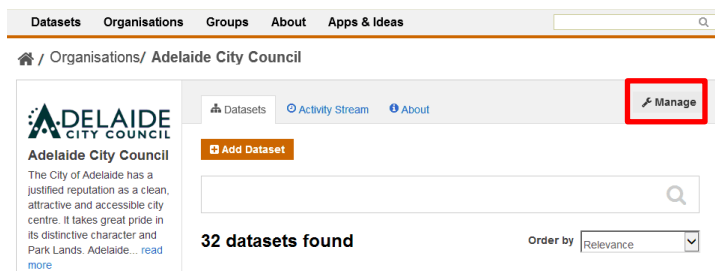 Datasets Organisations Groups About Apps & Ideas
/ Organisations/ Adelaide City Council
Datasets Activity Stream About Manage
ADELAIDE
CITY COUNCIL
Add Dataset
Adelaide City Council
The City of Adelaide has a
justified reputation as a clean,
attractive and accessible city
centre. It takes great pride in
its distinctive character and
Park Lands. Adelaide... read
more
32 datasets found Order by Relevance